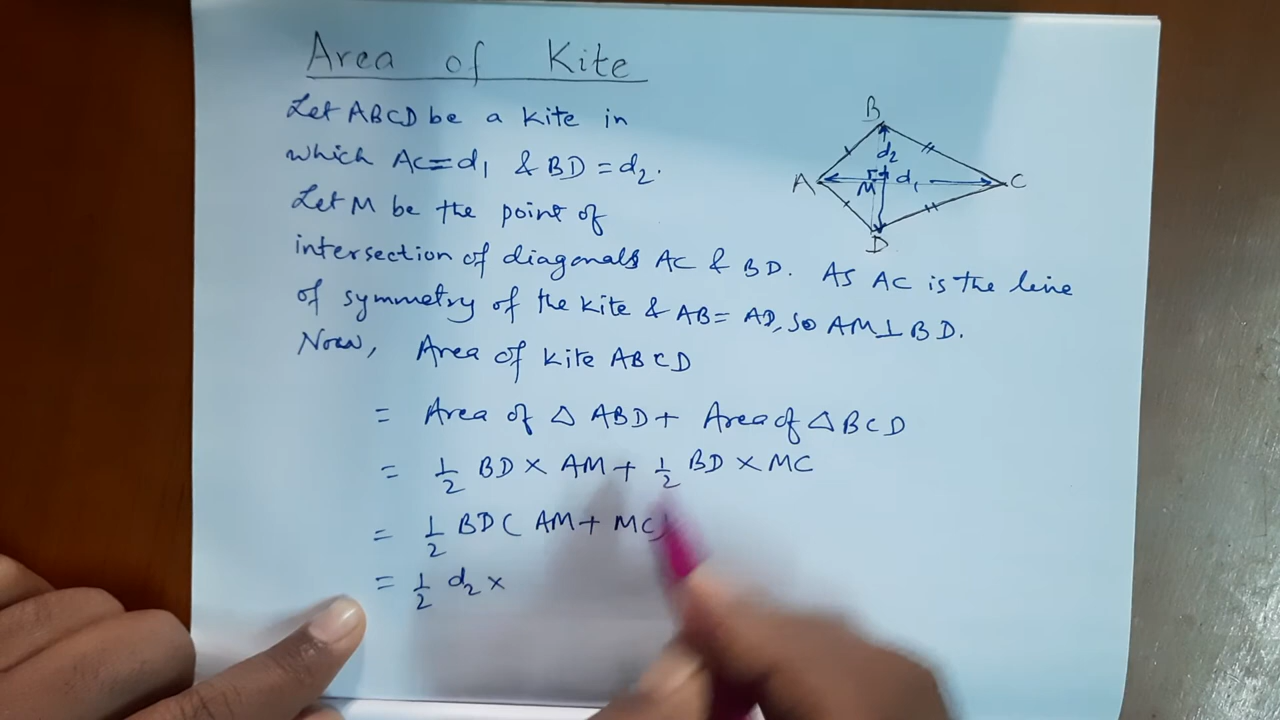 Area of Kite
Let ABCD be a kite in
which AC=d₁ & BD=d₂.
Let M be the point of
intersection of diagonals AC & BD. As AC is the line
of symmetry of the kite & AB= AD, so AM⊥BD.
Now, Area of kite ABCD
= Area of △ABD+ Area of △BCD
= 1/2 BD × AM + 1/2 BD × MC
= 1/2 BD( AM+ MC)
= 1/2 d₂ ×
B
d₂
A
M
d₁
C
D